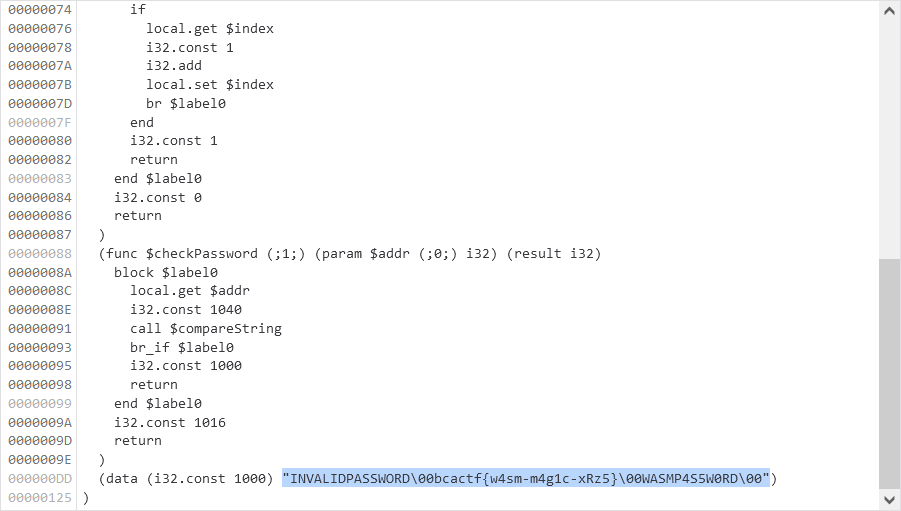 00000074 if
00000076 local.get $index
00000078 i32.const 1
0000007A i32.add
0000007B local.set $index
0000007D br $label0
0000007F end
00000080 i32.const 1
00000082 return
00000083 end $label0
00000084 i32.const 0
00000086 return
00000087 )
00000088 (func $checkPassword (;1;) (param $addr (;0;) i32) (result i32)
0000008A block $label0
0000008C local.get $addr
0000008E i32.const 1040
00000091 call $compareString
00000093 br_if $label0
00000095 i32.const 1000
00000098 return
00000099 end $label0
0000009A i32.const 1016
0000009D return
0000009E )
000000DD (data (i32.const 1000) "INVALIDPASSWORD\00bcactf{w4sm-m4g1c-xRz5}\00WASMP4S5W0RD\00")
00000125 )